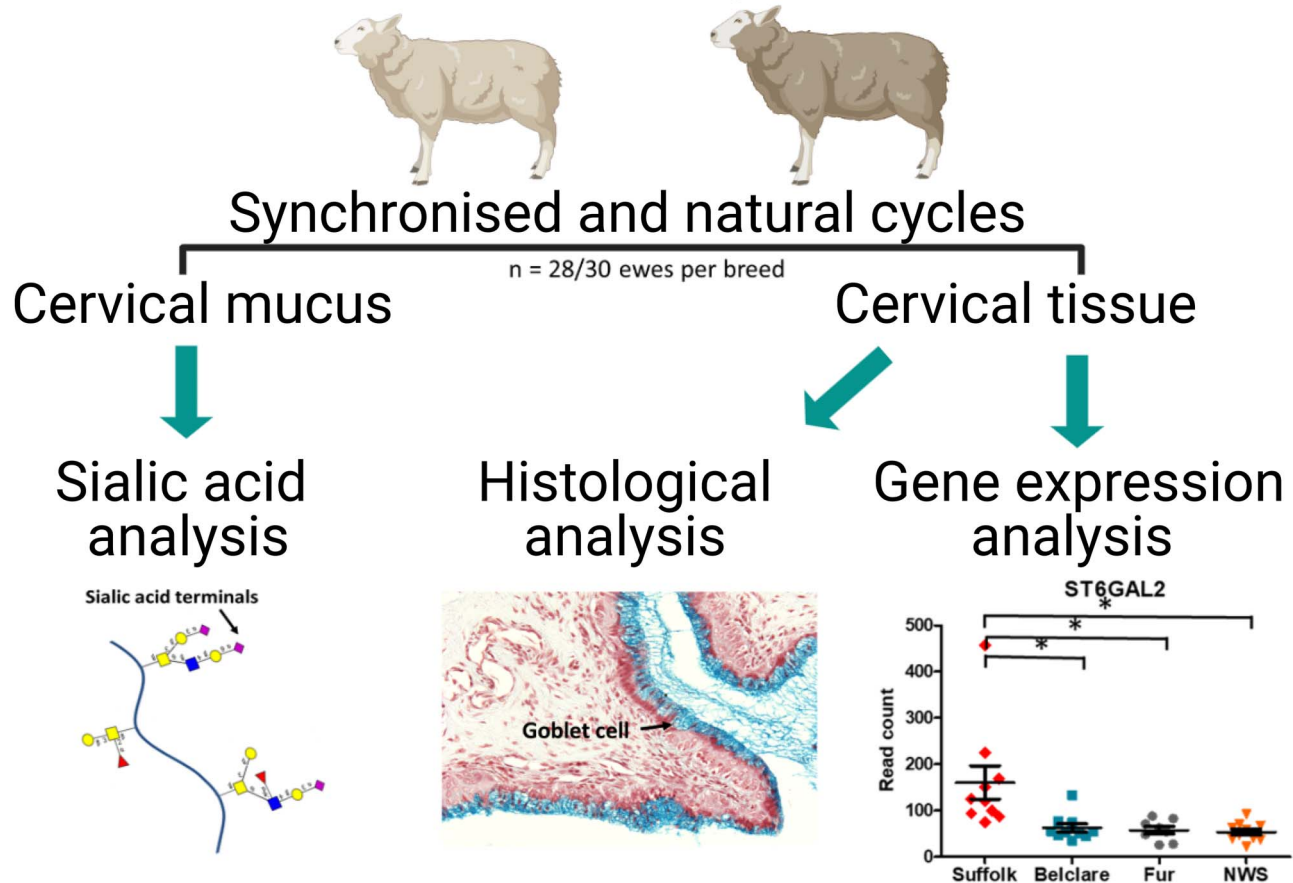 Synchronised and natural cycles
n = 28/30 ewes per breed
Cervical mucus
Cervical tissue
Sialic acid
analysis
Histological
analysis
Gene expression
analysis
Sialic acid terminals
Goblet cell
ST6GAL2
*
*
*
500
400
300
200
100
0
Read count
Suffolk Belclare Fur NWS